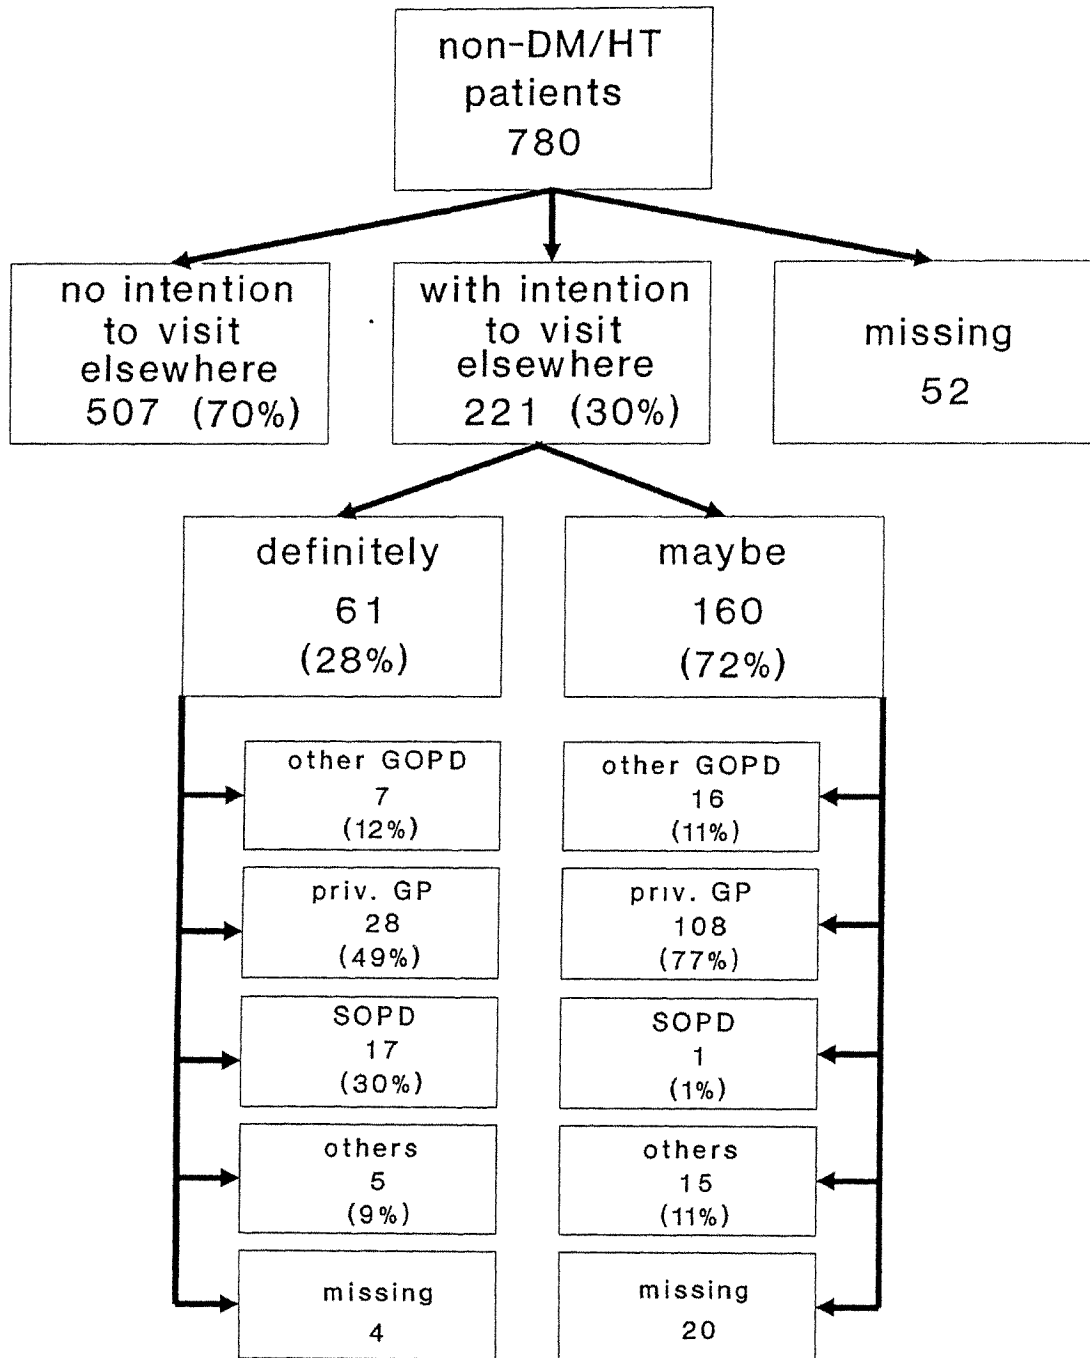 non-DM/HT
patients
780
no intention
to visit
elsewhere
507 (70%)
with intention
to visit
elsewhere
221 (30%)
missing
52
definitely
61
(28%)
maybe
160
(72%)
other GOPD
7
(12%)
priv. GP
28
(49%)
SOPD
17
(30%)
others
5
(9%)
missing
4
other GOPD
16
(11%)
priv. GP
108
(77%)
SOPD
1
(1%)
others
15
(11%)
missing
20